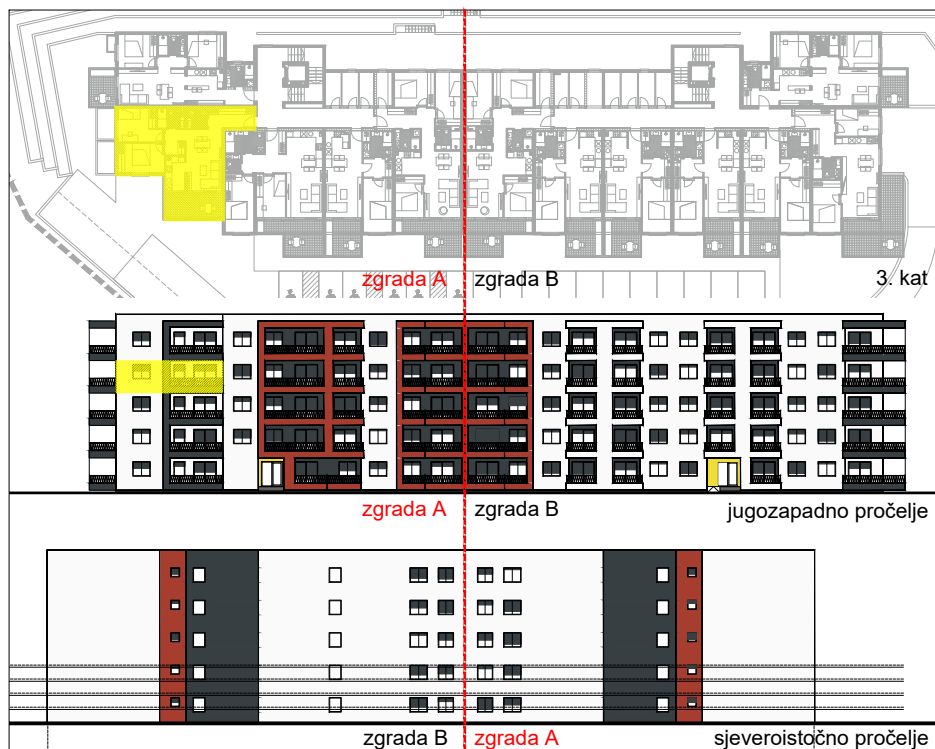 zgrada A zgrada B 3. kat
zgrada A zgrada B jugozapadno pročelje
zgrada B zgrada A sjeveroistočno pročelje